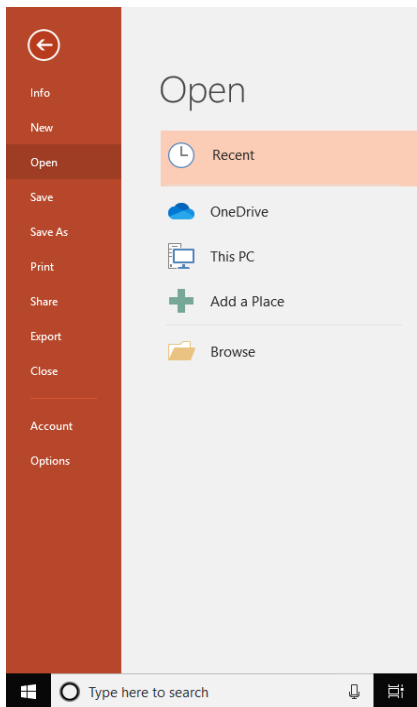 Info
New
Open
Save
Save As
Print
Share
Export
Close
Account
Options
Open
Recent
OneDrive
This PC
Add a Place
Browse
Type here to search